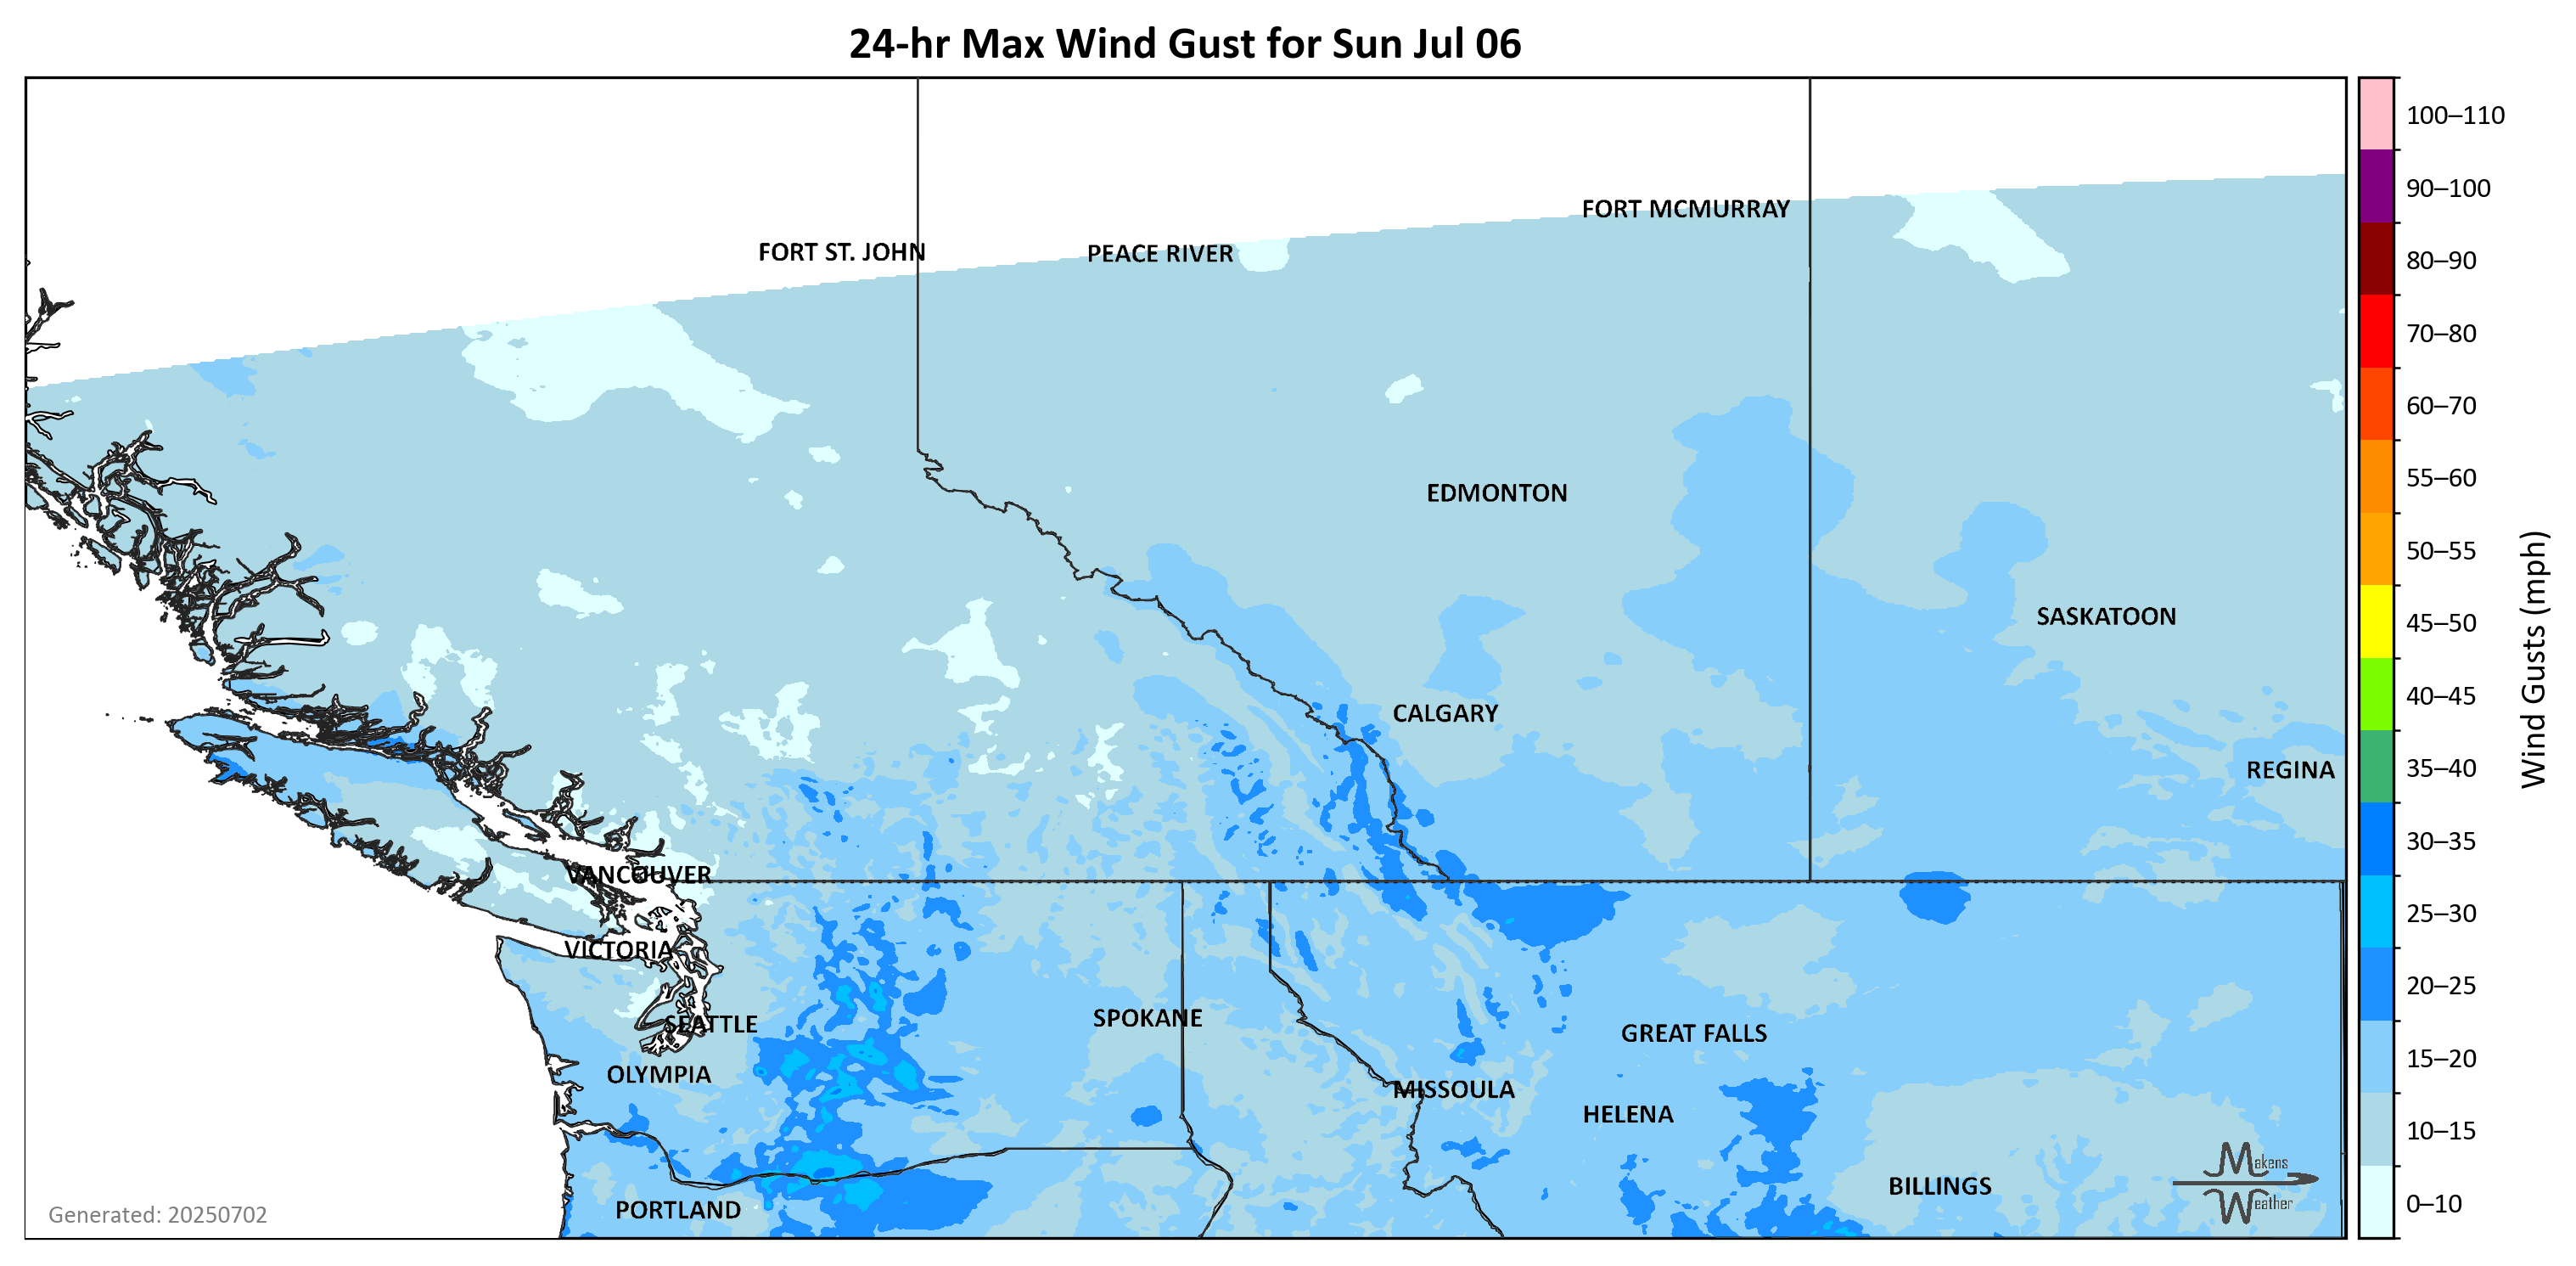 24-hr Max Wind Gust for Sun Jul 06
FORT MCMURRAY
FORT ST. JOHN
PEACE RIVER
EDMONTON
SASKATOON
CALGARY
REGINA
VANCOUVER
VICTORIA
SEATTLE
SPOKANE
GREAT FALLS
OLYMPIA
MISSOULA
HELENA
BILLINGS
PORTLAND
Generated: 20250702
Makens
Weather
100–110
90–100
80–90
70–80
60–70
55–60
50–55
45–50
40–45
35–40
30–35
25–30
20–25
15–20
10–15
0–10
Wind Gusts (mph)